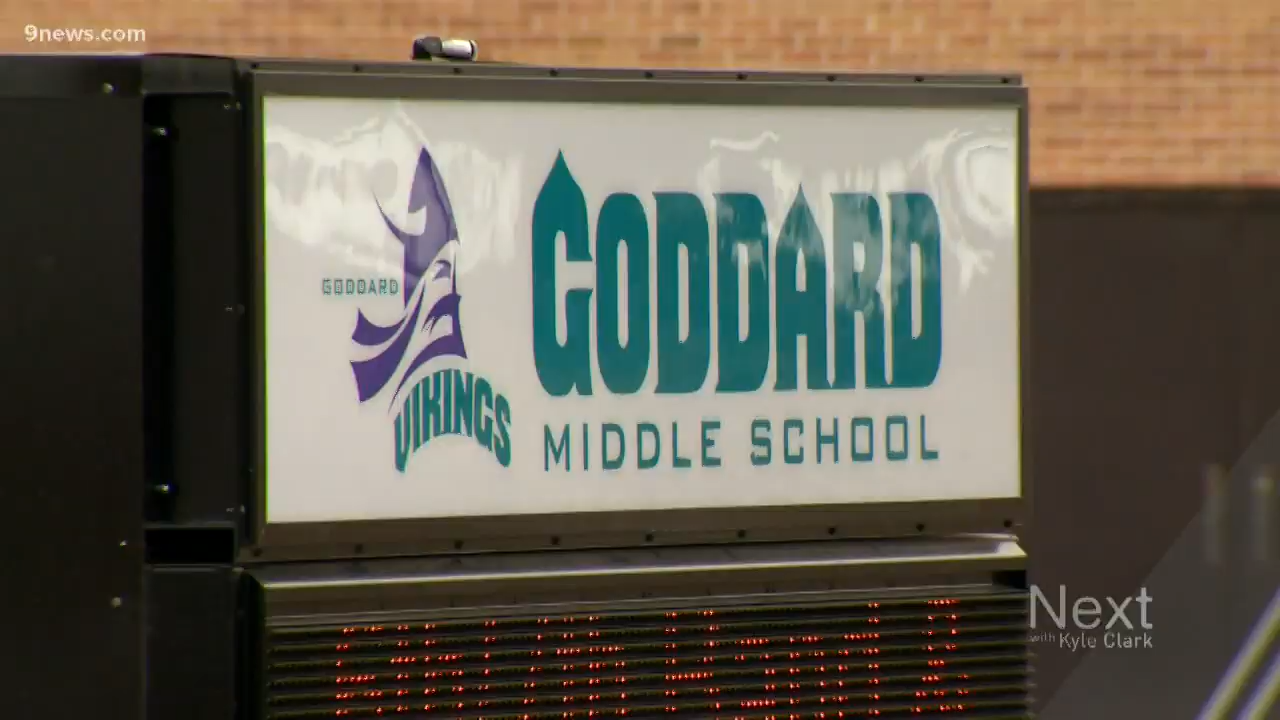 9news.com
GODDARD
VIKINGS
GODDARD
MIDDLE SCHOOL
Next
with Kyle Clark